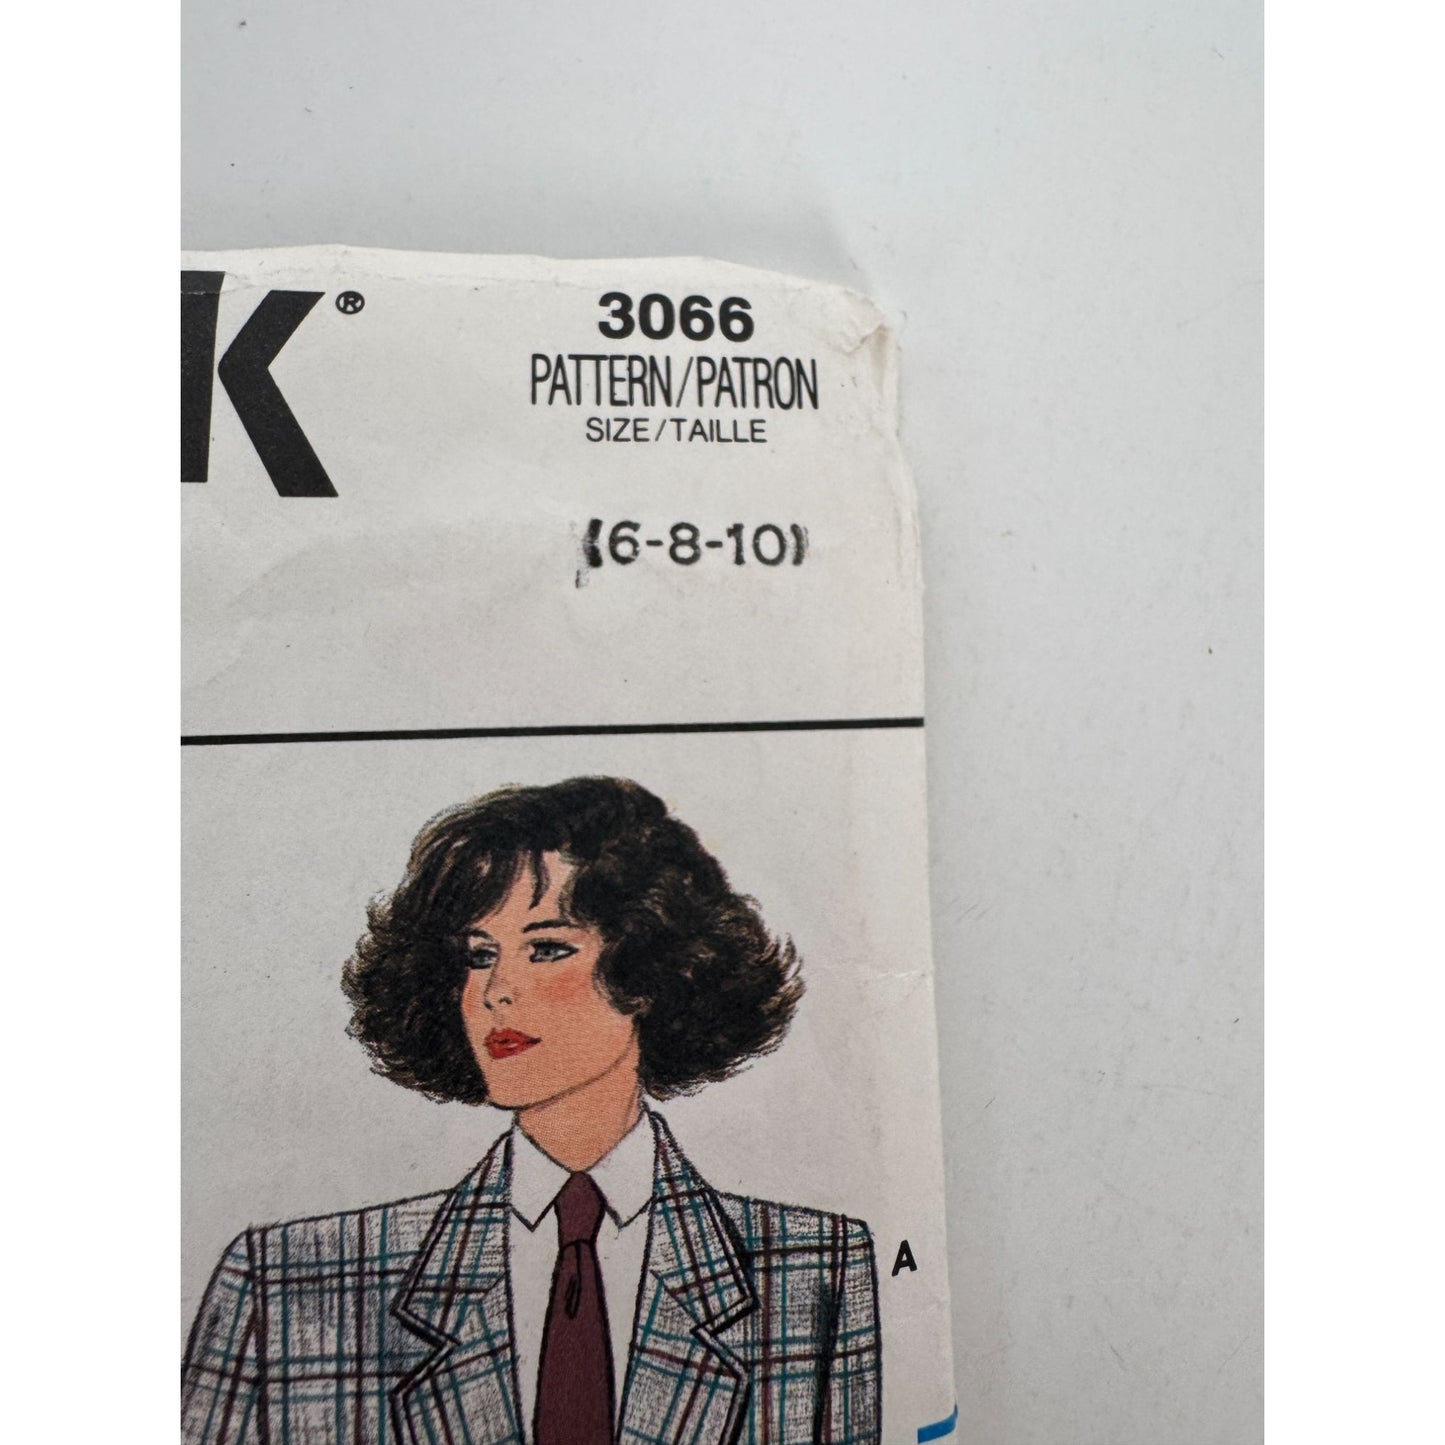 K®
3066
PATTERN/PATRON
SIZE/TAILLE
(6-8-10)
A